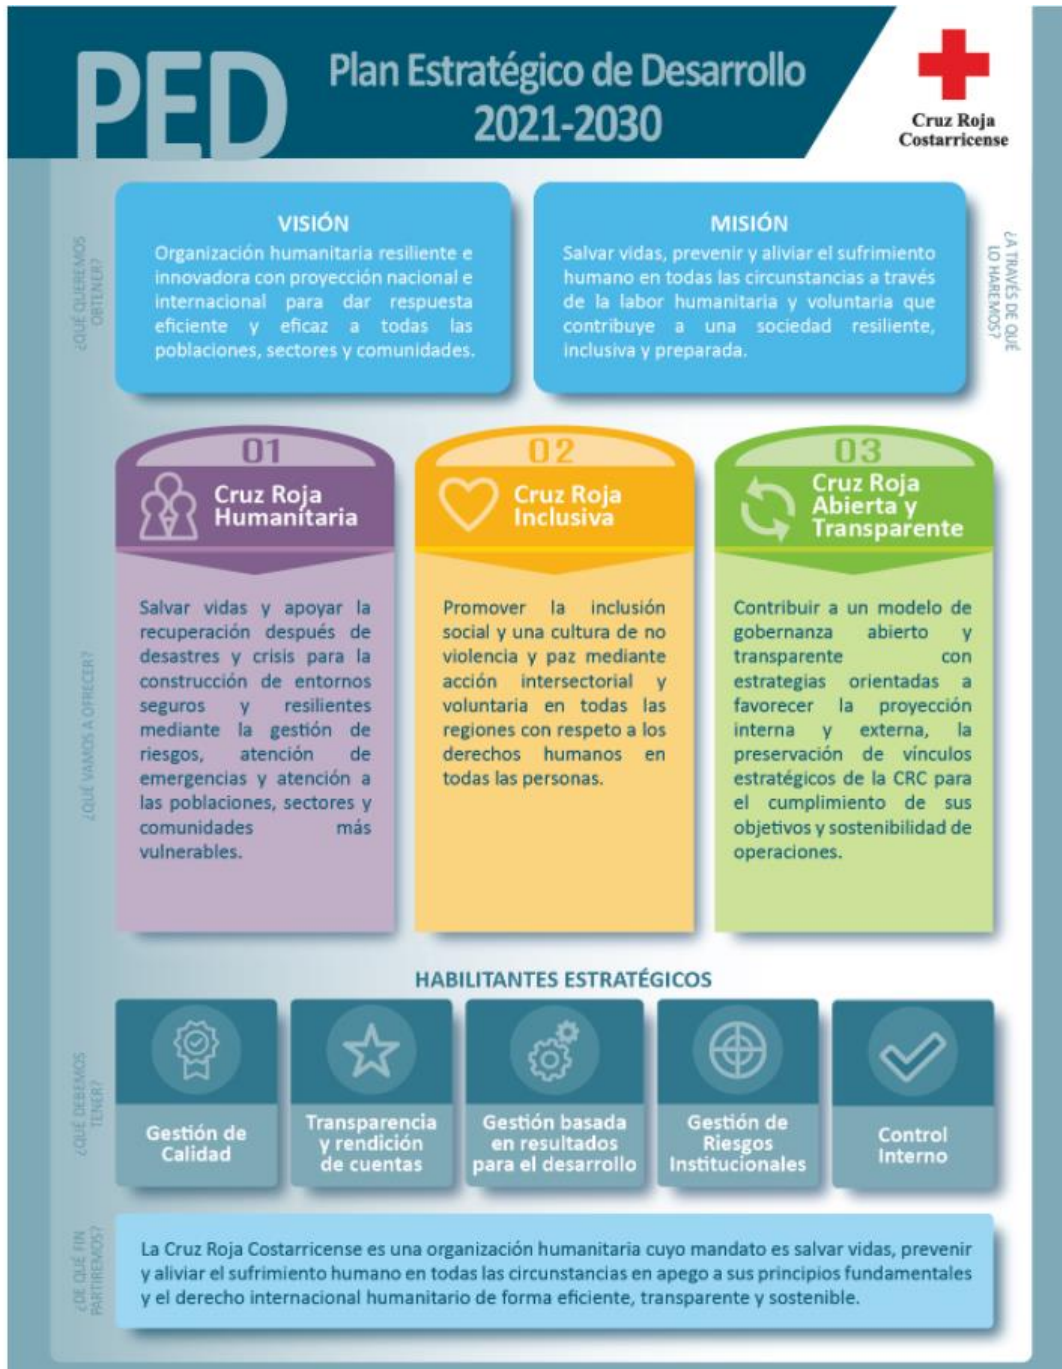 PED
Plan Estratégico de Desarrollo
2021-2030
Cruz Roja
Costarricense
¿QUÉ QUEREMOS
OBTENER?
VISIÓN
Organización humanitaria resiliente e
innovadora con proyección nacional e
internacional para dar respuesta
eficiente y eficaz a todas las
poblaciones, sectores y comunidades.
MISIÓN
Salvar vidas, prevenir y aliviar el sufrimiento
humano en todas las circunstancias a través
de la labor humanitaria y voluntaria que
contribuye a una sociedad resiliente,
inclusiva y preparada.
¿A TRAVÉS DE QUÉ
LO HAREMOS?
¿QUÉ VAMOS A OFRECER?
01
Cruz Roja
Humanitaria
Salvar vidas y apoyar la
recuperación después de
desastres y crisis para la
construcción de entornos
seguros y resilientes
mediante la gestión de
riesgos, atención de
emergencias y atención a
las poblaciones, sectores y
comunidades más
vulnerables.
02
Cruz Roja
Inclusiva
Promover la inclusión
social y una cultura de no
violencia y paz mediante
acción intersectorial y
voluntaria en todas las
regiones con respeto a los
derechos humanos en
todas las personas.
03
Cruz Roja
Abierta y
Transparente
Contribuir a un modelo de
gobernanza abierto y
transparente con
estrategias orientadas a
favorecer la proyección
interna y externa, la
preservación de vínculos
estratégicos de la CRC para
el cumplimiento de sus
objetivos y sostenibilidad de
operaciones.
HABILITANTES ESTRATÉGICOS
¿QUÉ DEBEMOS
TENER?
Gestión de
Calidad
Transparencia
y rendición
de cuentas
Gestión basada
en resultados
para el desarrollo
Gestión de
Riesgos
Institucionales
Control
Interno
¿DE QUÉ FIN
PARTIREMOS?
La Cruz Roja Costarricense es una organización humanitaria cuyo mandato es salvar vidas, prevenir
y aliviar el sufrimiento humano en todas las circunstancias en apego a sus principios fundamentales
y el derecho internacional humanitario de forma eficiente, transparente y sostenible.